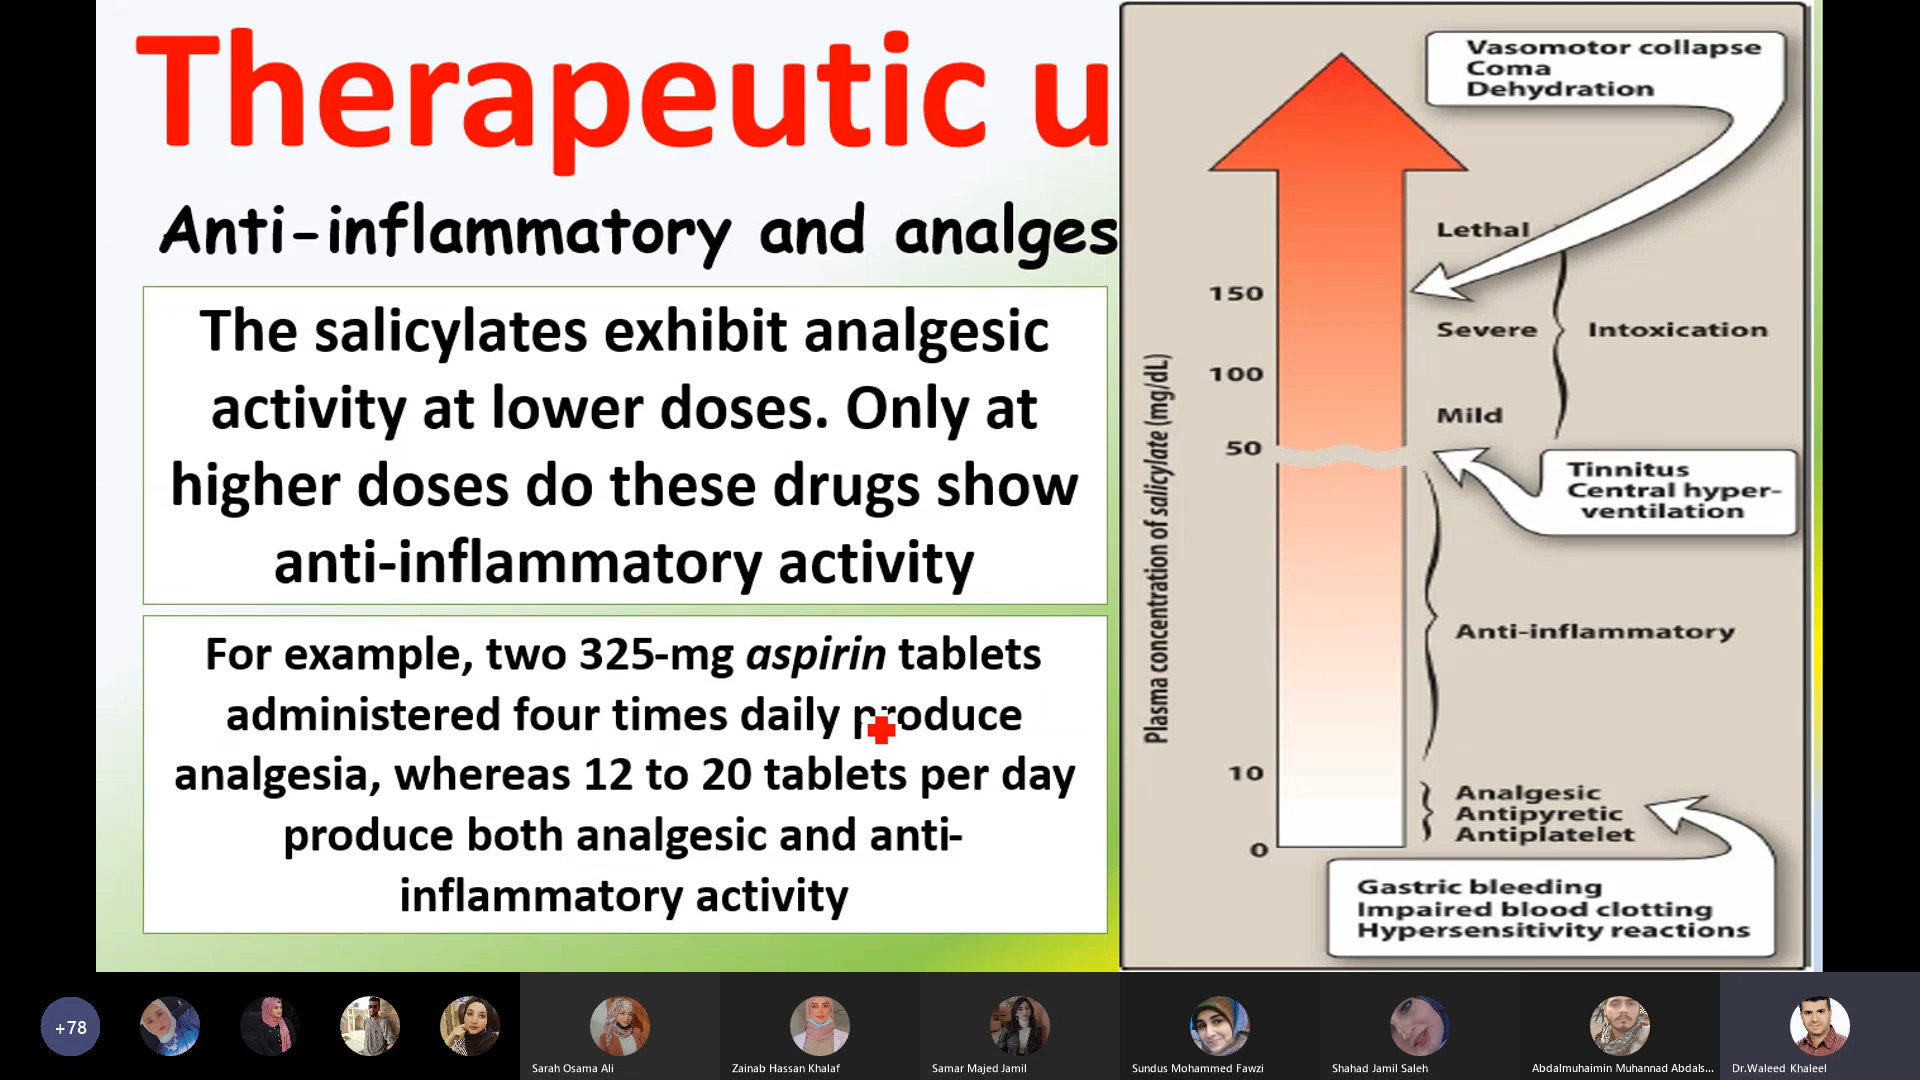 Therapeutic u
Anti-inflammatory and analges
The salicylates exhibit analgesic
activity at lower doses. Only at
higher doses do these drugs show
anti-inflammatory activity
For example, two 325-mg aspirin tablets
administered four times daily produce
analgesia, whereas 12 to 20 tablets per day
produce both analgesic and anti-
inflammatory activity
Vasomotor collapse
Coma
Dehydration
Lethal
150
Severe
Intoxication
100
Mild
50
Tinnitus
Central hyper-
ventilation
Plasma concentration of salicylate (mg/dL)
Anti-inflammatory
10
Analgesic
Antipyretic
Antiplatelet
0
Gastric bleeding
Impaired blood clotting
Hypersensitivity reactions
+78
Sarah Osama Ali
Zainab Hassan Khalaf
Samar Majed Jamil
Sundus Mohammed Fawzi
Shahad Jamil Saleh
Abdalmuhaimin Muhannad Abdals...
Dr.Waleed Khaleel